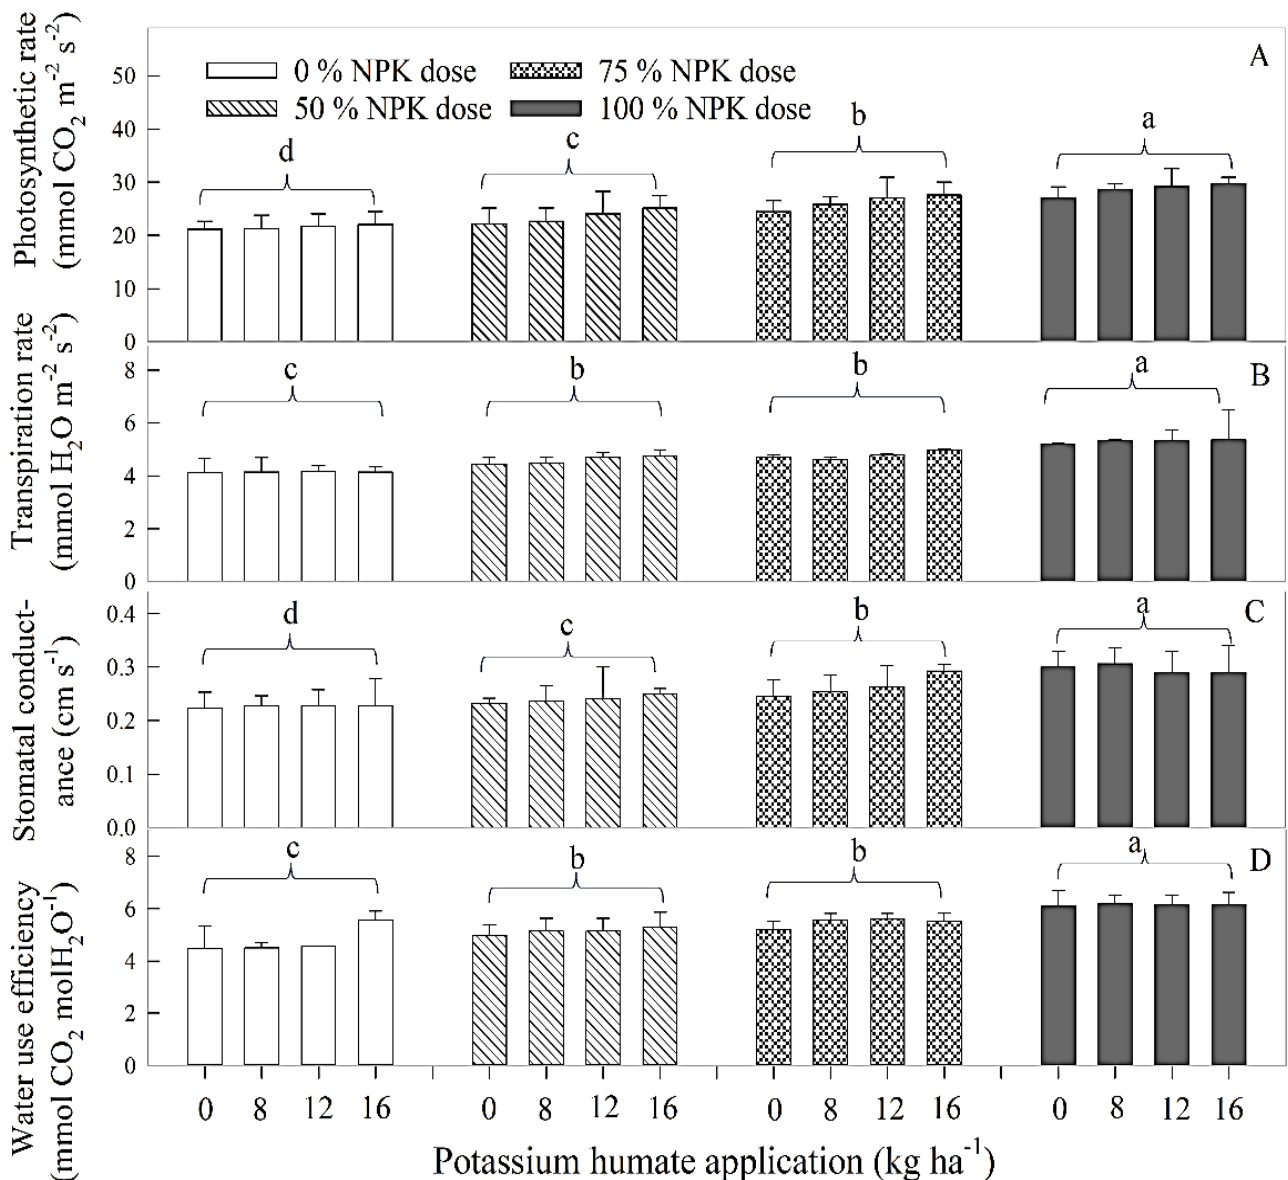 Photosynthetic rate
(mmol CO₂ m⁻² s⁻²)
50
40
30
20
10
0
0 % NPK dose
75 % NPK dose
50 % NPK dose
100 % NPK dose
A
d
c
b
a
Transpiration rate
(mmol H₂O m⁻² s⁻²)
8
6
4
2
0
B
c
b
b
a
Stomatal conduct-
ance (cm s⁻¹)
0.4
0.3
0.2
0.1
0.0
C
d
c
b
a
Water use efficiency
(mmol CO₂ molH₂O⁻¹)
8
6
4
2
0
D
c
b
b
a
0 8 12 16 0 8 12 16 0 8 12 16 0 8 12 16
Potassium humate application (kg ha⁻¹)